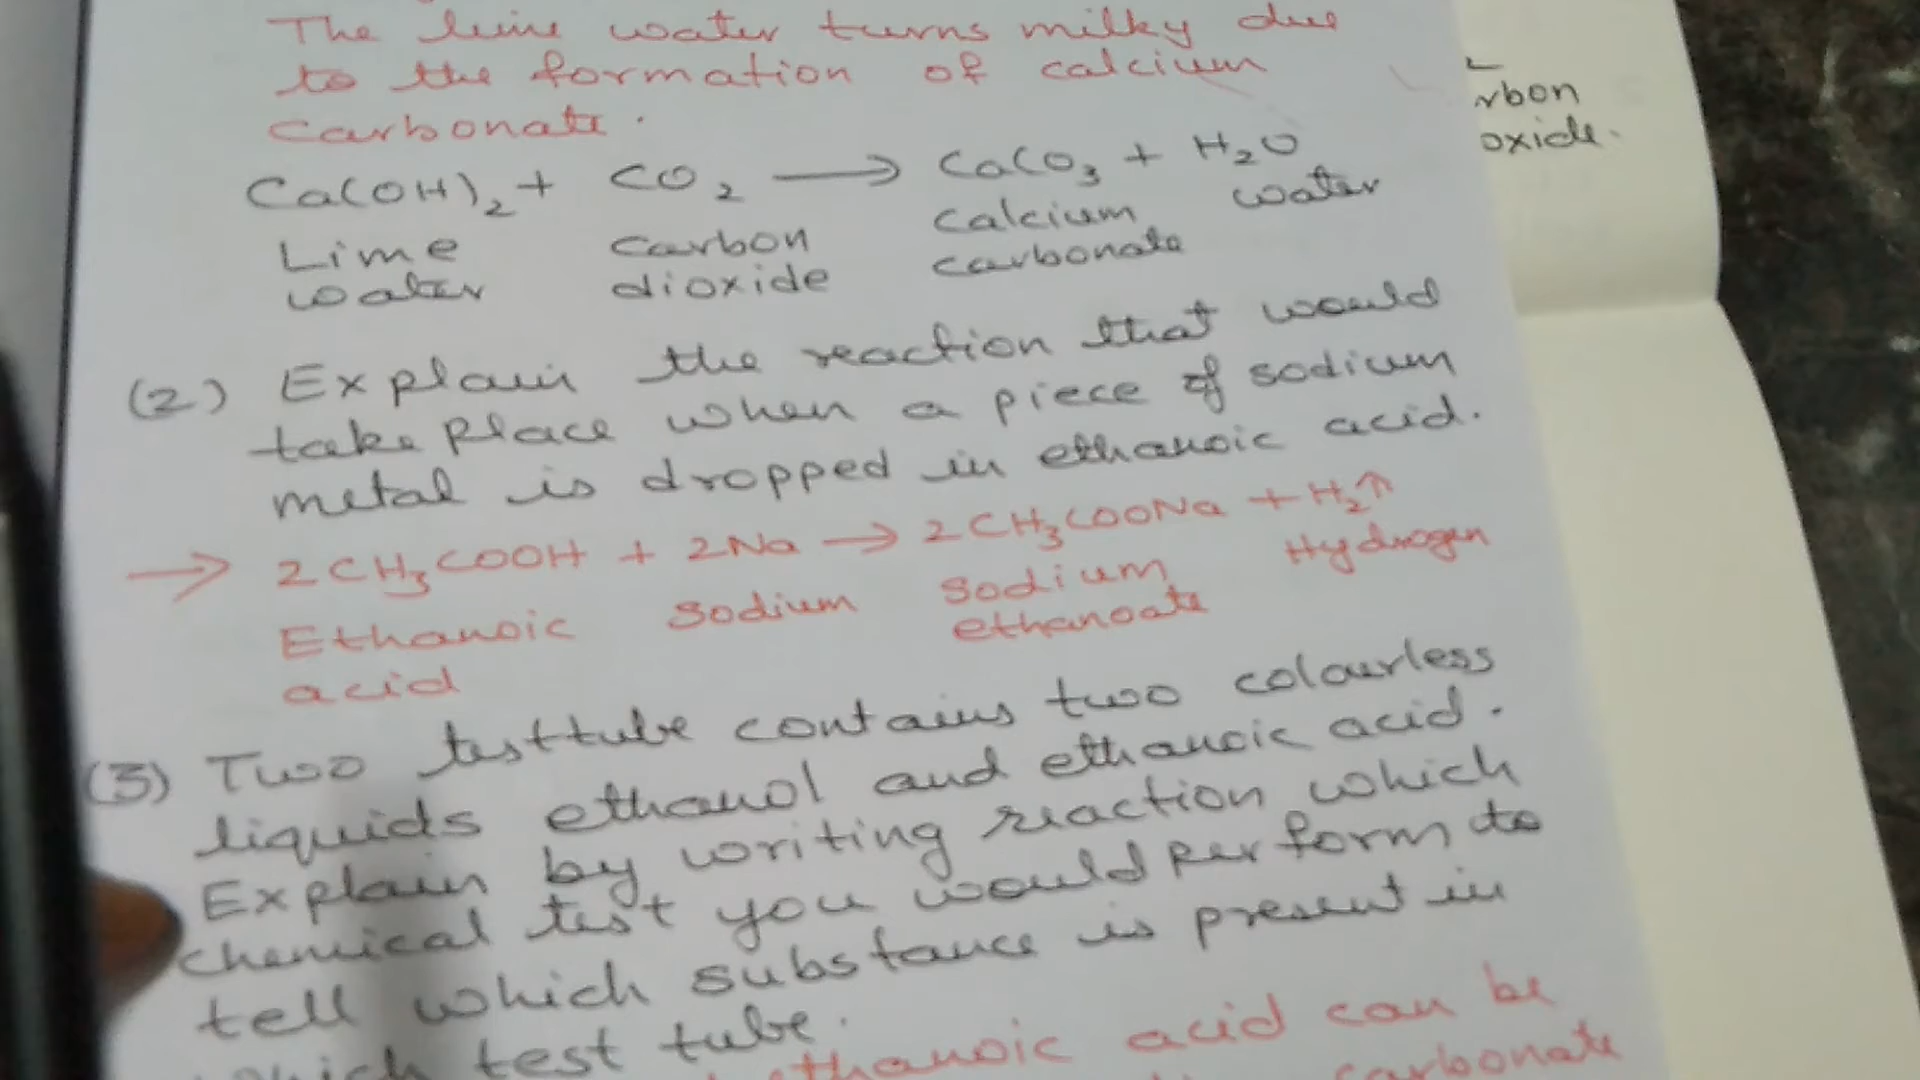 The lime water turns milky due
to the formation of calcium
carbonate.
Ca(OH)₂ + CO₂ → CaCO₃ + H₂O
Lime carbon calcium water
water dioxide carbonate
(2) Explain the reaction that would
take place when a piece of sodium
metal is dropped in ethanoic acid.
→ 2CH₃COOH + 2Na → 2CH₃COONa + H₂↑
Ethanoic sodium sodium Hydrogen
acid ethanoate
(3) Two testtube contains two colourless
liquids ethanol and ethanoic acid.
Explain by writing reaction which
chemical test you would perform to
tell which substance is present in
which test tube.
ethanoic acid can be
carbonate
rbon
oxide.